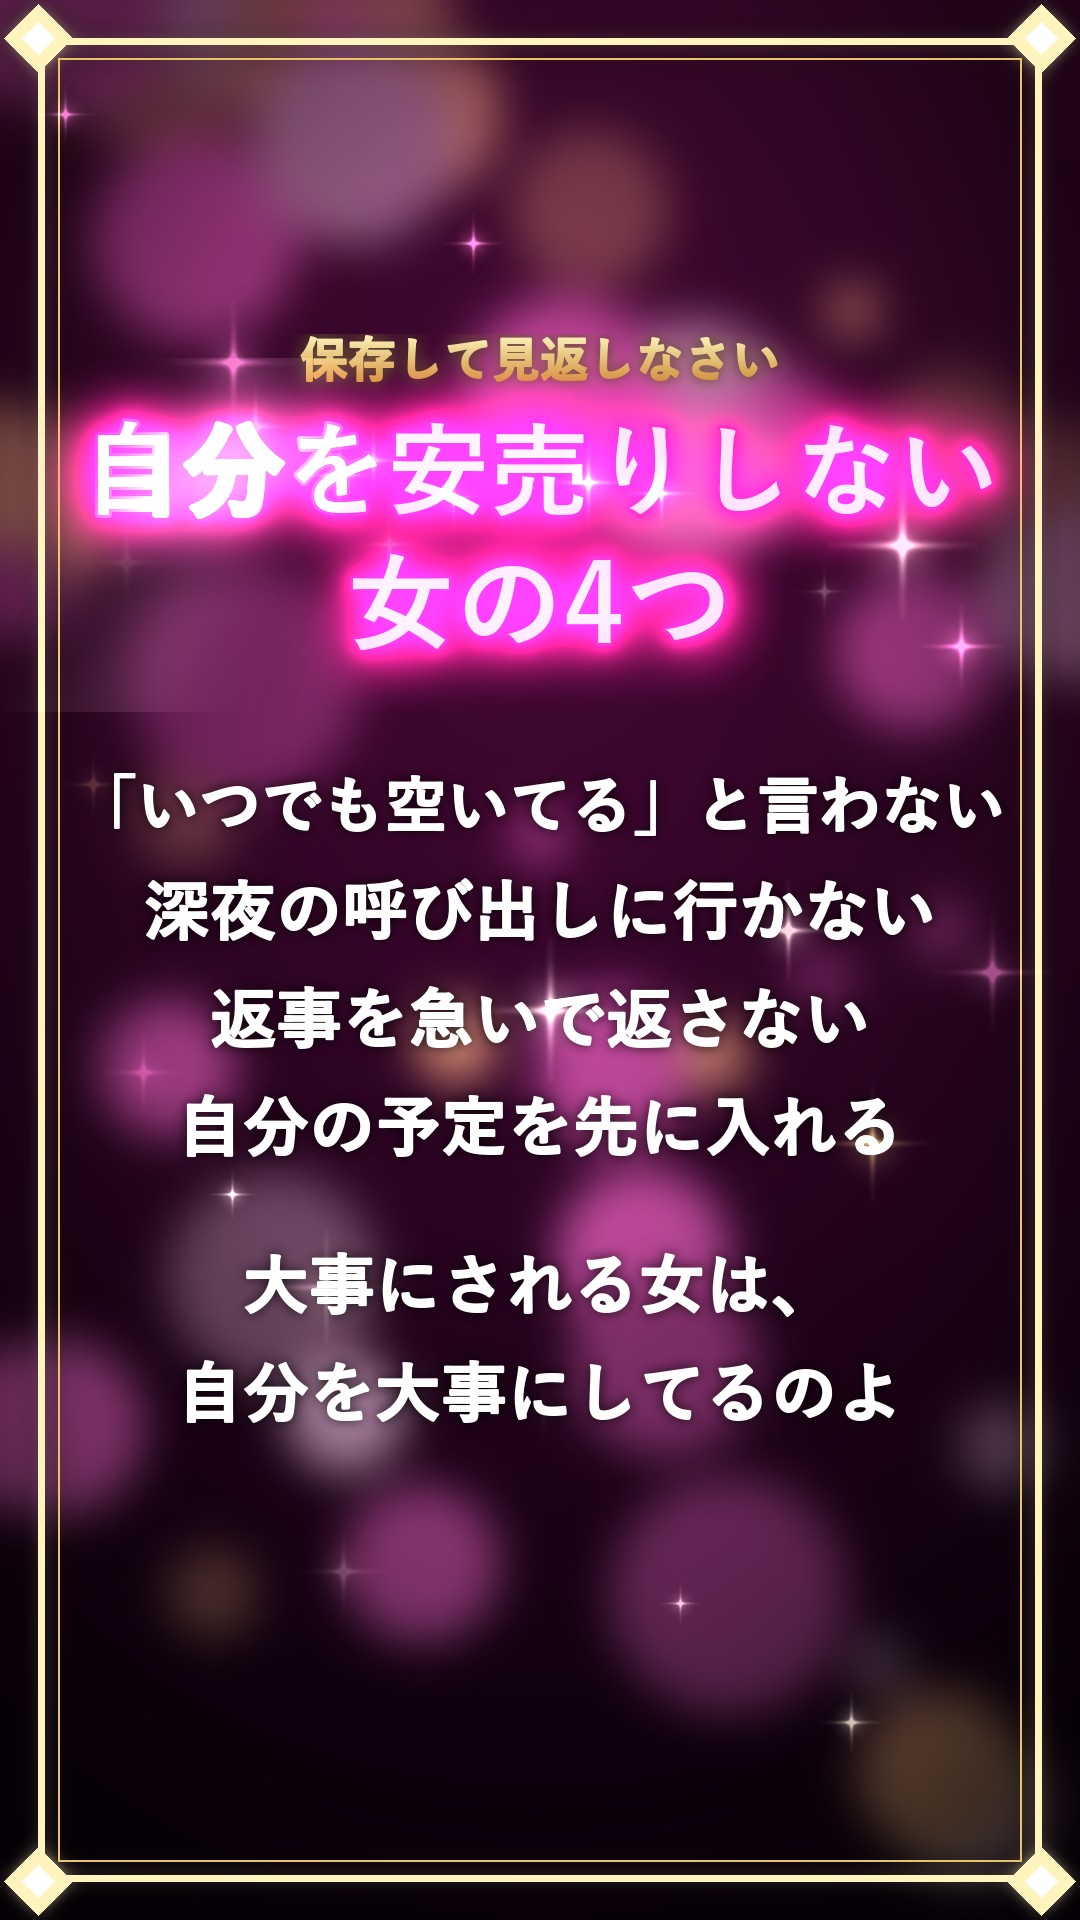 保存して見返しなさい
自分を安売りしない
女の4つ
「いつでも空いてる」と言わない
深夜の呼び出しに行かない
返事を急いで返さない
自分の予定を先に入れる
大事にされる女は、
自分を大事にしてるのよ